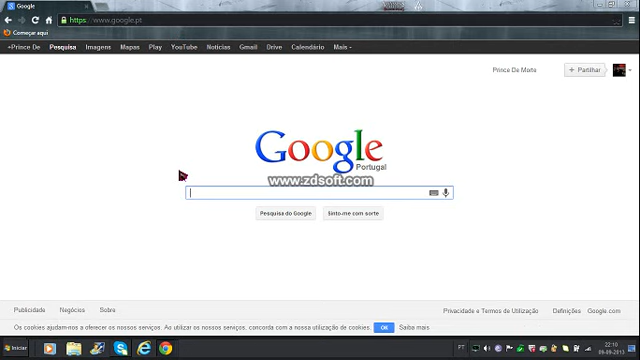 Google
https://www.google.pt
Começar aqui
+Prince De Pesquisa Imagens Mapas Play YouTube Notícias Gmail Drive Calendário Mais
Prince De Morte + Partilhar
Google
Portugal
www.zdsoft.com
Pesquisa do Google Sinto-me com sorte
Publicidade Negócios Sobre Privacidade e Termos de Utilização Definições Google.com
Os cookies ajudam-nos a oferecer os nossos serviços. Ao utilizar os nossos serviços, concorda com a nossa utilização de cookies. OK Saiba mais
Iniciar PT 22:10
09-09-2013